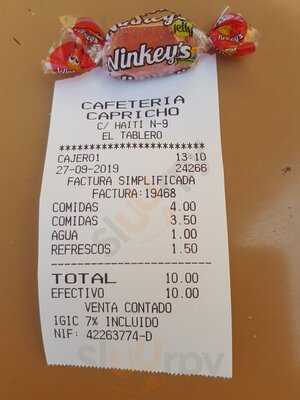 Winkey's
jelly
CAFETERIA
CAPRICHO
C/ HAITI N-9
EL TABLERO
********************************
CAJERO1 13:10
27-09-2019 24266
FACTURA SIMPLIFICADA
FACTURA:19468
COMIDAS 4.00
COMIDAS 3.50
AGUA 1.00
REFRESCOS 1.50
--------------------------------
TOTAL 10.00
EFECTIVO 10.00
VENTA CONTADO
IGIC 7% INCLUIDO
NIF: 42263774-D